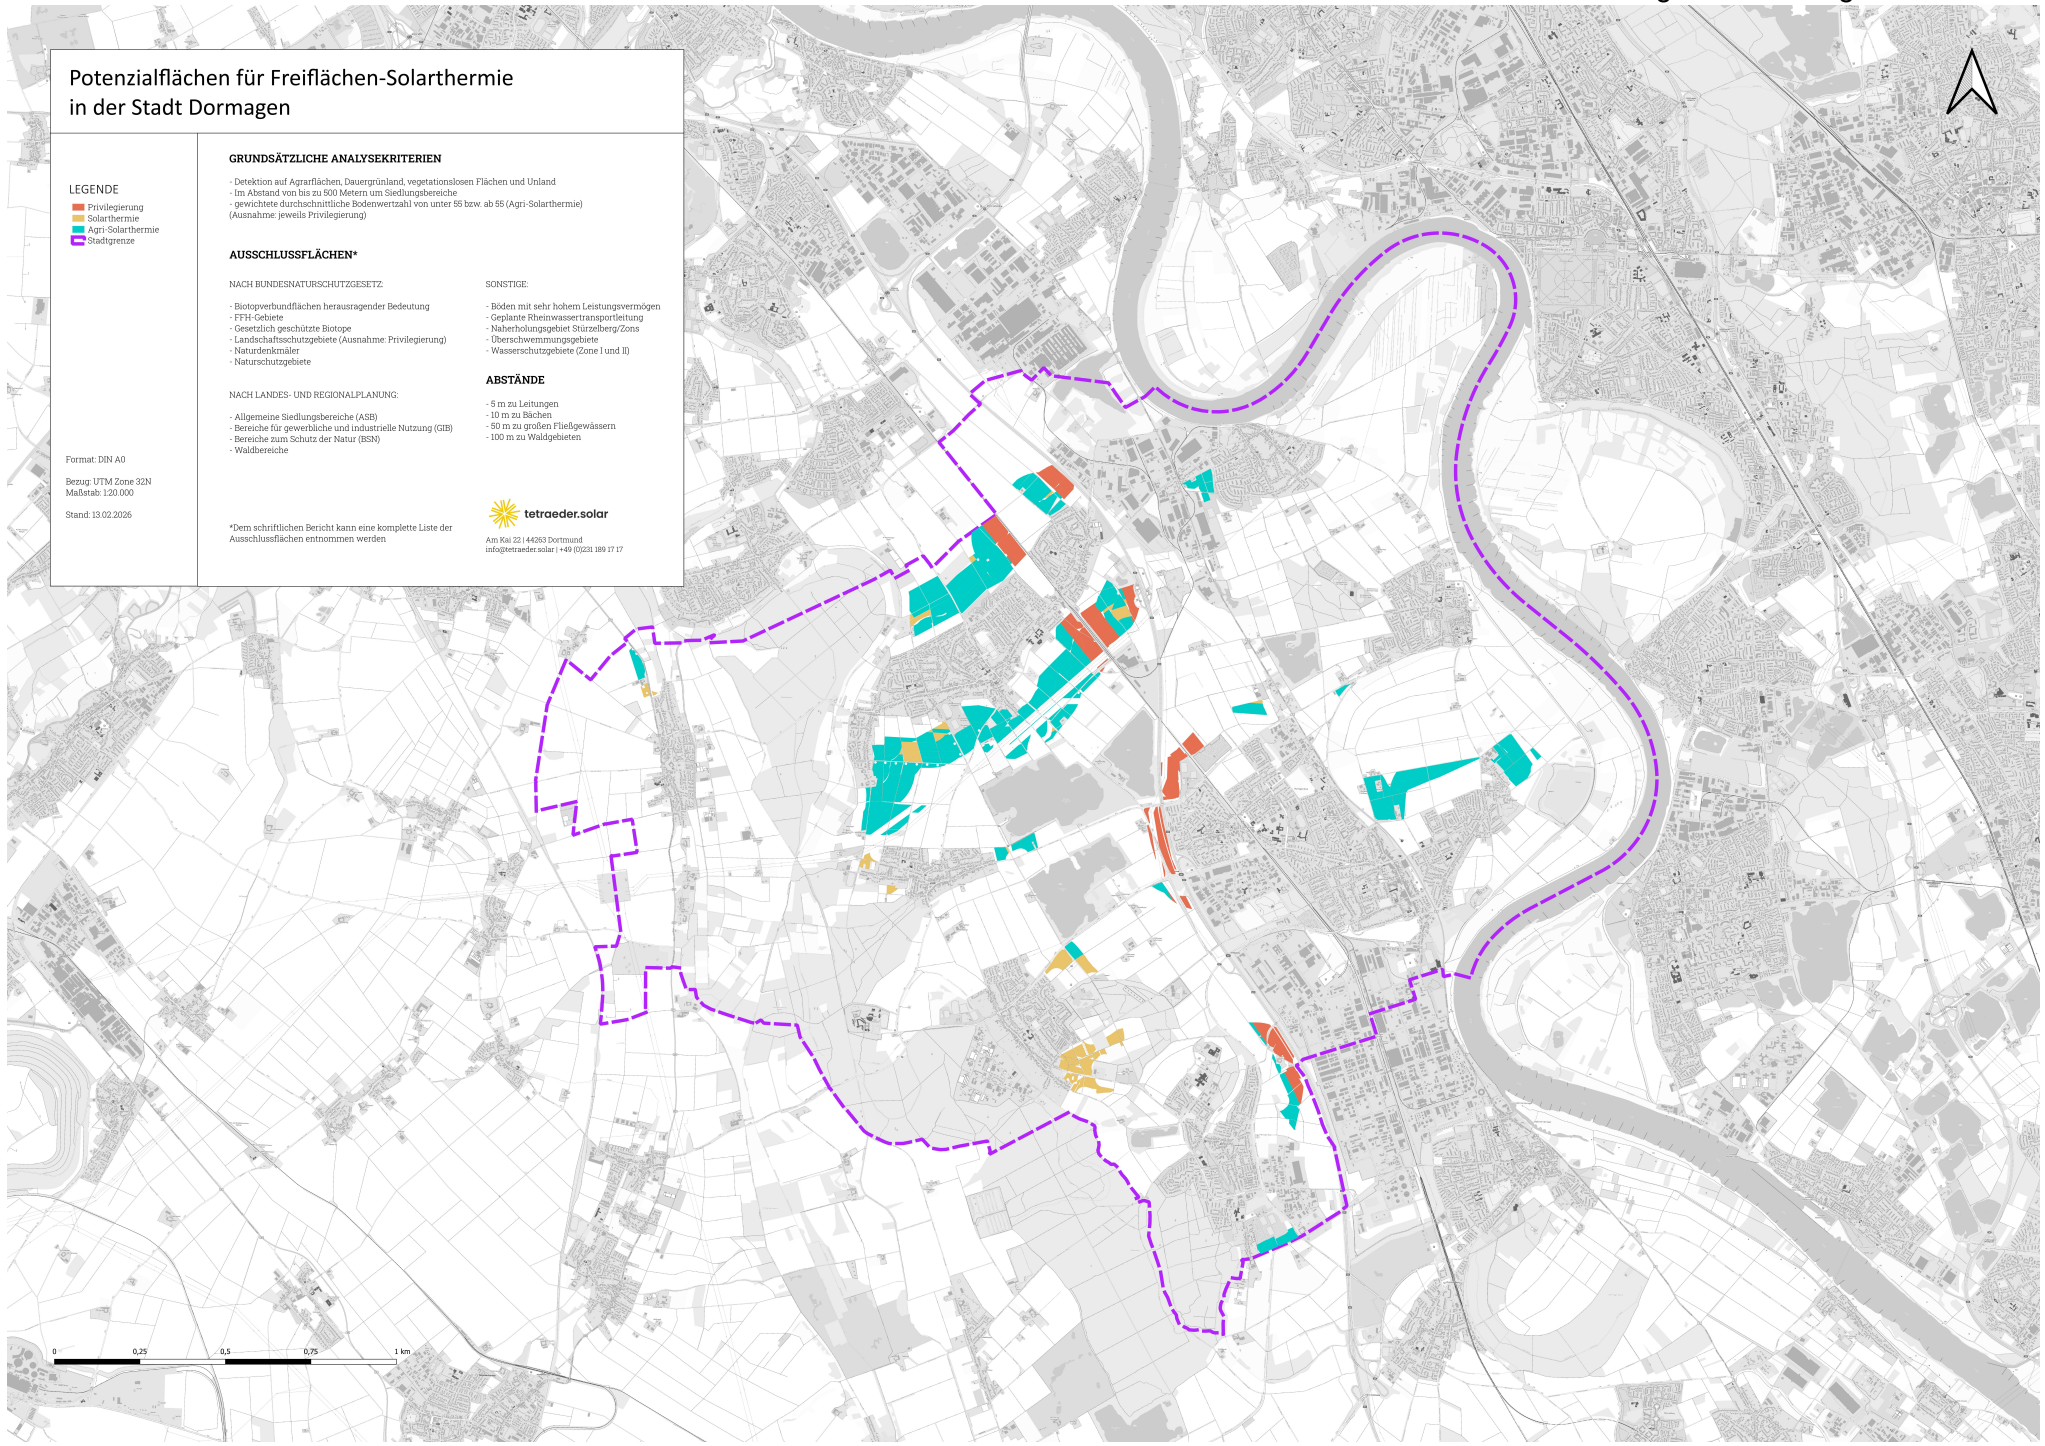 Potenzialflächen für Freiflächen-Solarthermie
in der Stadt Dormagen
LEGENDE
Privilegierung
Solarthermie
Agri-Solarthermie
Stadtgrenze
Format: DIN A0
Bezug: UTM Zone 32N
Maßstab: 1:20.000
Stand: 13.02.2026
GRUNDSÄTZLICHE ANALYSEKRITERIEN
- Detektion auf Agrarflächen, Dauergrünland, vegetationslosen Flächen und Unland
- Im Abstand von bis zu 500 Metern um Siedlungsbereiche
- gewichtete durchschnittliche Bodenwertzahl von unter 55 bzw. ab 55 (Agri-Solarthermie)
(Ausnahme: jeweils Privilegierung)
AUSSCHLUSSFLÄCHEN*
NACH BUNDESNATURSCHUTZGESETZ:
- Biotopverbundflächen herausragender Bedeutung
- FFH-Gebiete
- Gesetzlich geschützte Biotope
- Landschaftsschutzgebiete (Ausnahme: Privilegierung)
- Naturdenkmäler
- Naturschutzgebiete
NACH LANDES- UND REGIONALPLANUNG:
- Allgemeine Siedlungsbereiche (ASB)
- Bereiche für gewerbliche und industrielle Nutzung (GIB)
- Bereiche zum Schutz der Natur (BSN)
- Waldbereiche
*Dem schriftlichen Bericht kann eine komplette Liste der
Ausschlussflächen entnommen werden
SONSTIGE:
- Böden mit sehr hohem Leistungsvermögen
- Geplante Rheinwassertransportleitung
- Naherholungsgebiet Stürzelberg/Zons
- Überschwemmungsgebiete
- Wasserschutzgebiete (Zone I und II)
ABSTÄNDE
- 5 m zu Leitungen
- 10 m zu Bächen
- 50 m zu großen Fließgewässern
- 100 m zu Waldgebieten
tetraeder.solar
Am Kai 22 | 44263 Dortmund
info@tetraeder.solar | +49 (0)231 189 17 17
0 0,25 0,5 0,75 1 km